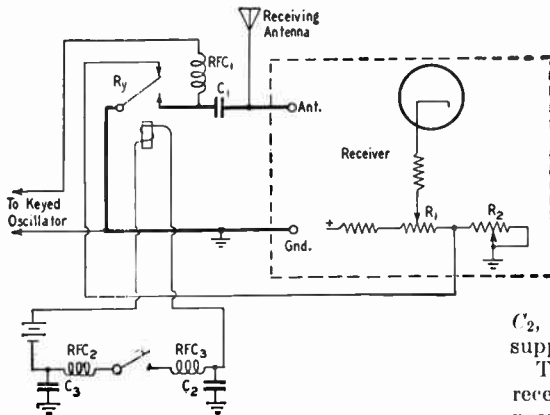 Receiving
Antenna
RFC₁
Ry
C₁
Ant.
Receiver
To Keyed
Oscillator
+
R₁
R₂
Gnd.
RFC₂
RFC₃
C₃
C₂
C₂,
supp
T
rece